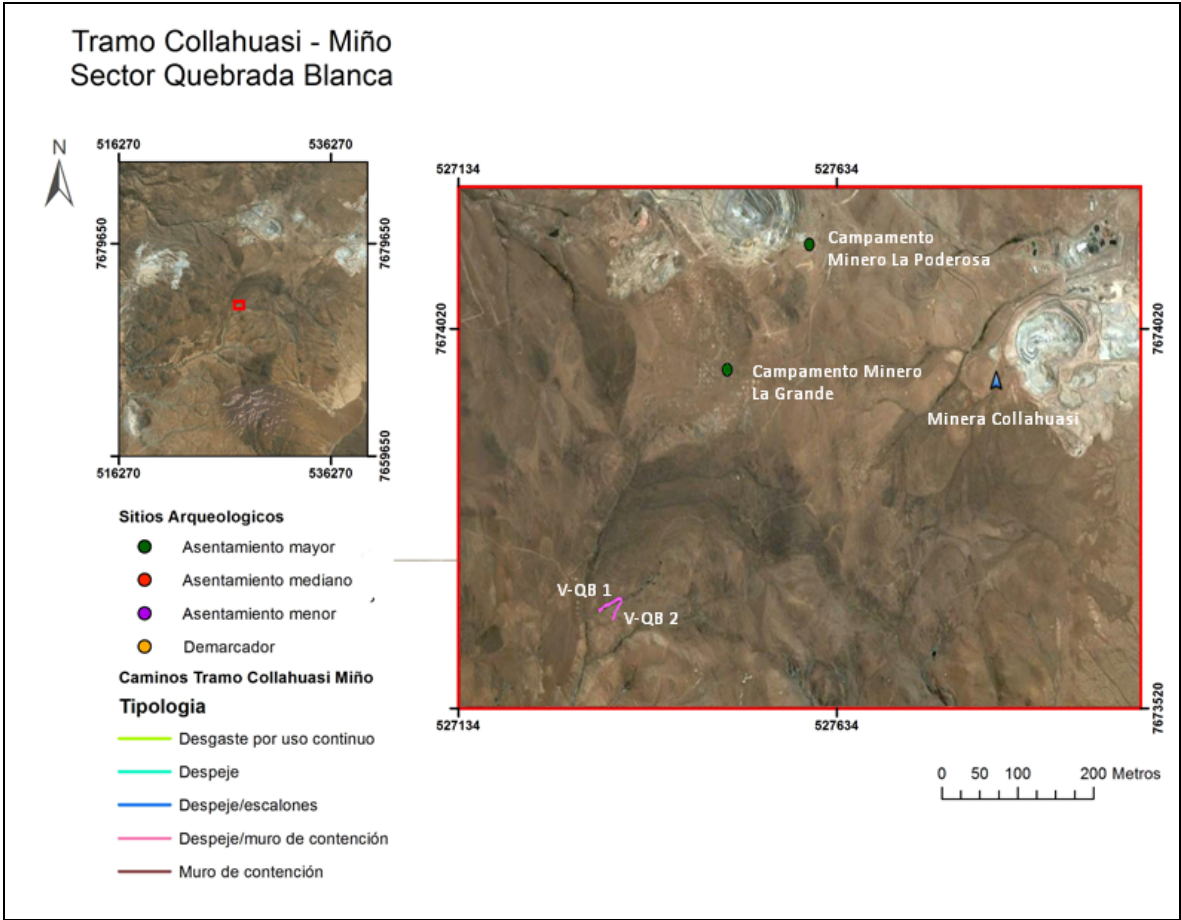 Tramo Collahuasi - Miño
Sector Quebrada Blanca
N
516270
536270
7679650
7679650
7659650
516270
536270
527134
527634
7674020
7674020
Campamento
Minero La Poderosa
Campamento Minero
La Grande
Minera Collahuasi
V-QB 1
V-QB 2
527134
527634
7673520
0 50 100 200 Metros
Sitios Arqueologicos
Asentamiento mayor
Asentamiento mediano
Asentamiento menor
Demarcador
Caminos Tramo Collahuasi Miño
Tipologia
Desgaste por uso continuo
Despeje
Despeje/escalones
Despeje/muro de contención
Muro de contención